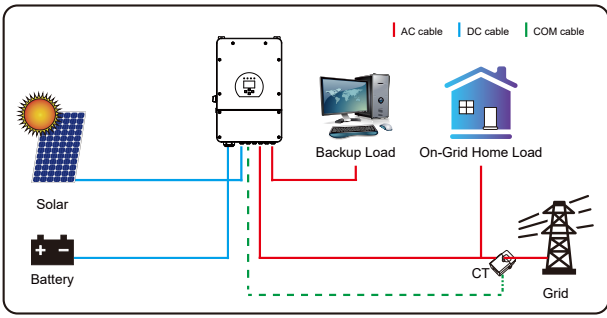 AC cable
DC cable
COM cable
Backup Load
On-Grid Home Load
Solar
CT
Battery
Grid